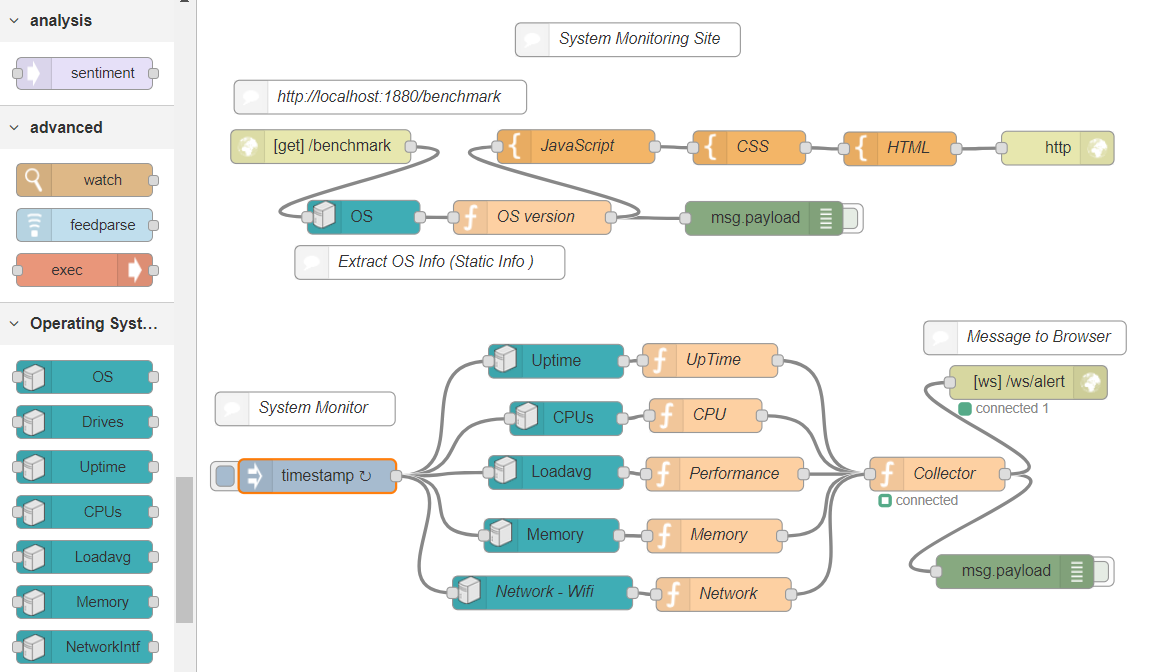 analysis
sentiment
advanced
watch
feedparse
exec
Operating Syst...
OS
Drives
Uptime
CPUs
Loadavg
Memory
NetworkIntf
System Monitoring Site
http://localhost:1880/benchmark
[get] /benchmark
JavaScript
CSS
HTML
http
OS
OS version
msg.payload
Extract OS Info (Static Info )
Message to Browser
Uptime
UpTime
[ws] /ws/alert
connected 1
System Monitor
CPUs
CPU
timestamp ↻
Loadavg
Performance
Collector
connected
Memory
Memory
msg.payload
Network - Wifi
Network